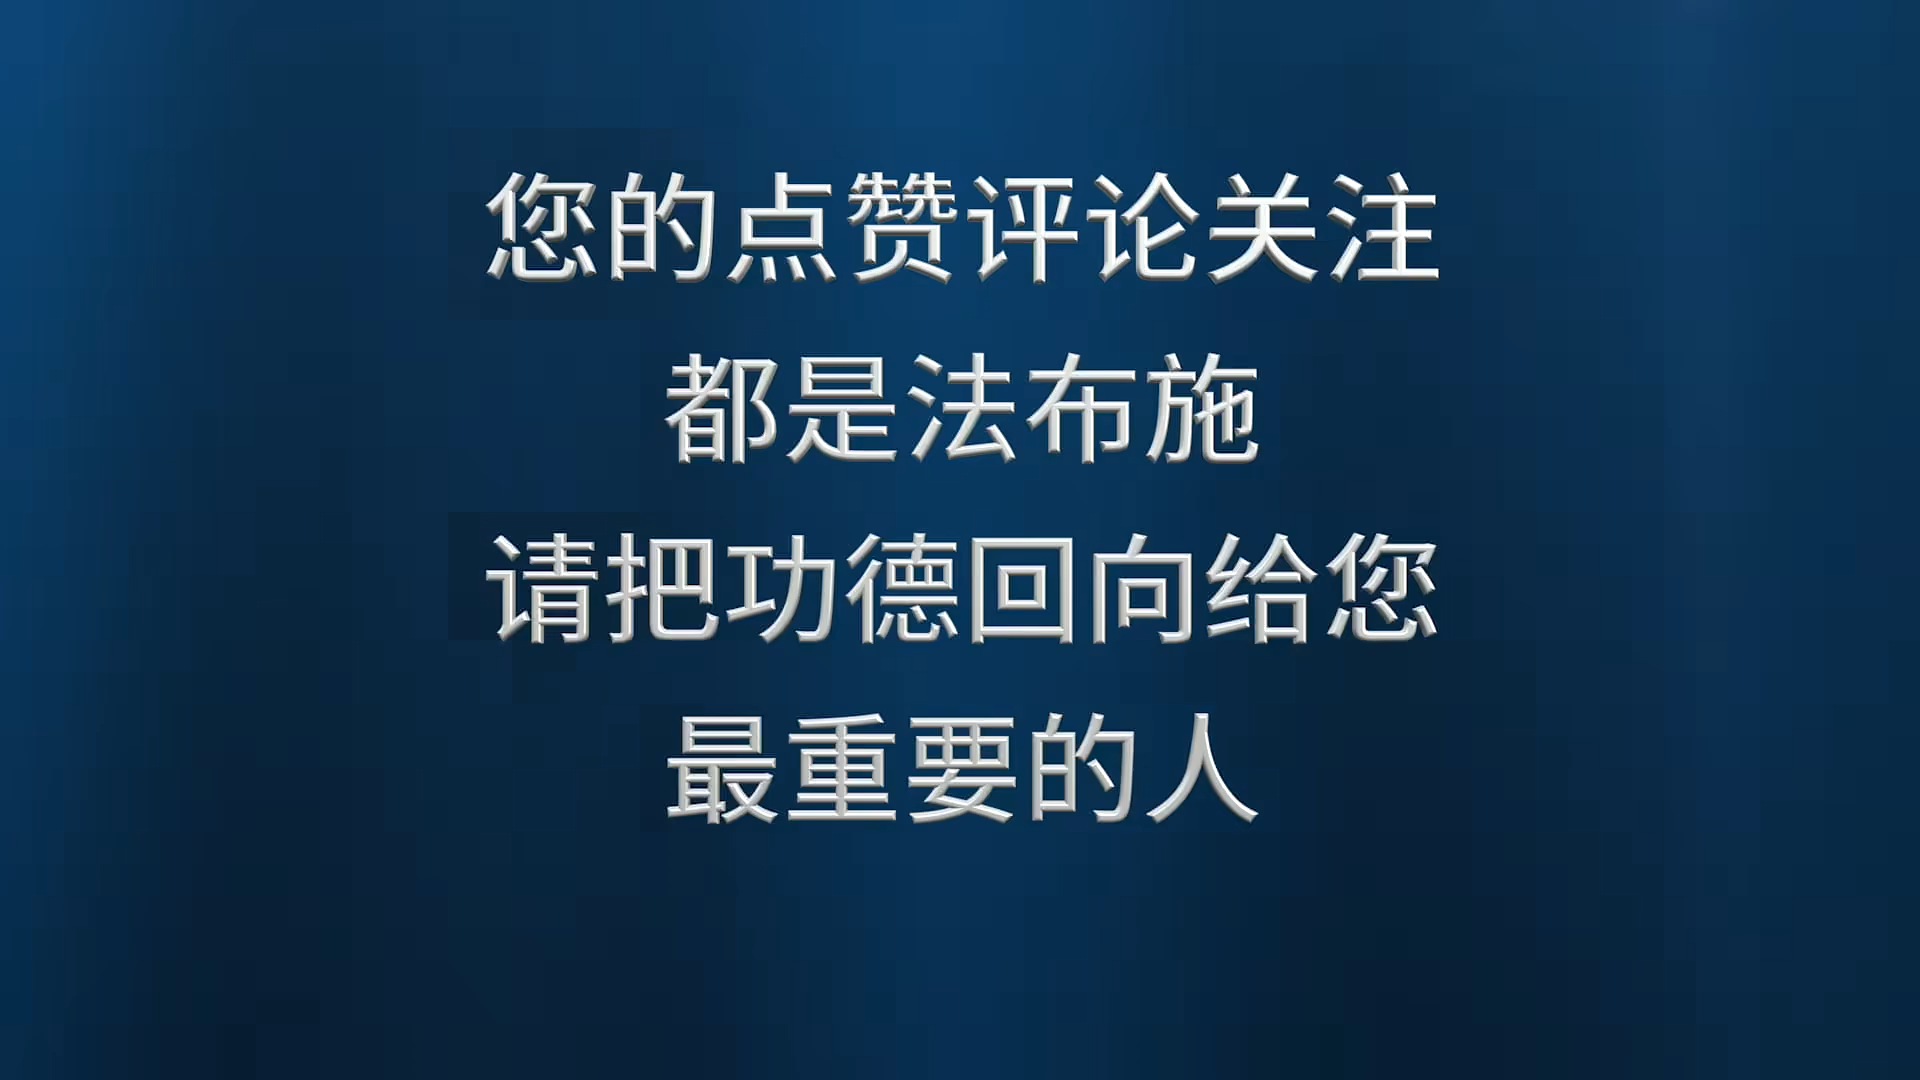 您的点赞评论关注
都是法布施
请把功德回向给您
最重要的人